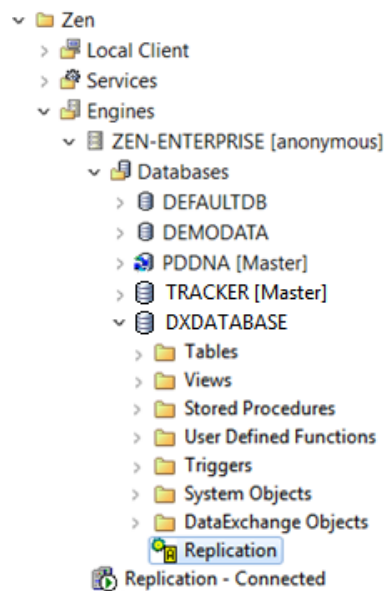 Zen
Local Client
Services
Engines
ZEN-ENTERPRISE [anonymous]
Databases
DEFAULTDB
DEMODATA
PDDNA [Master]
TRACKER [Master]
DXDATABASE
Tables
Views
Stored Procedures
User Defined Functions
Triggers
System Objects
DataExchange Objects
Replication
Replication - Connected